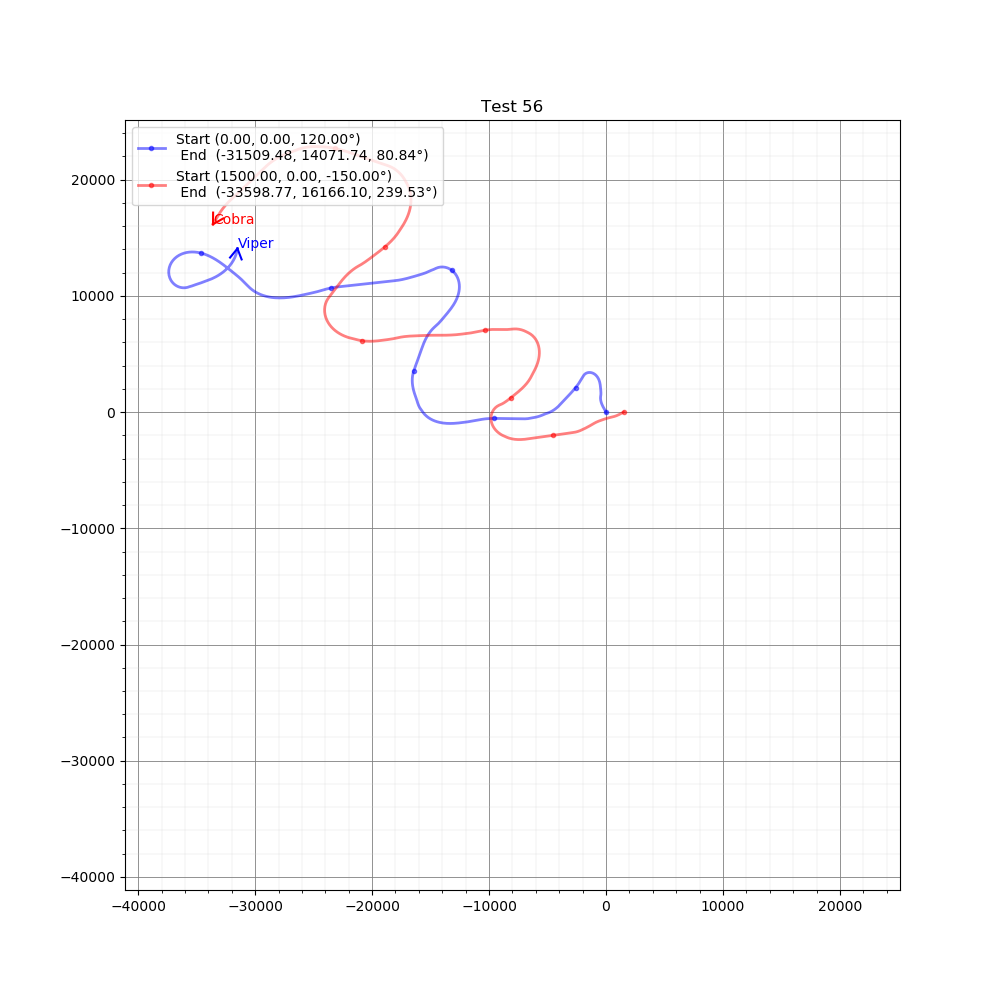 Test 56
Start (0.00, 0.00, 120.00°)
End (-31509.48, 14071.74, 80.84°)
Start (1500.00, 0.00, -150.00°)
End (-33598.77, 16166.10, 239.53°)
Cobra
Viper
20000
10000
0
−10000
−20000
−30000
−40000
−40000 −30000 −20000 −10000 0 10000 20000